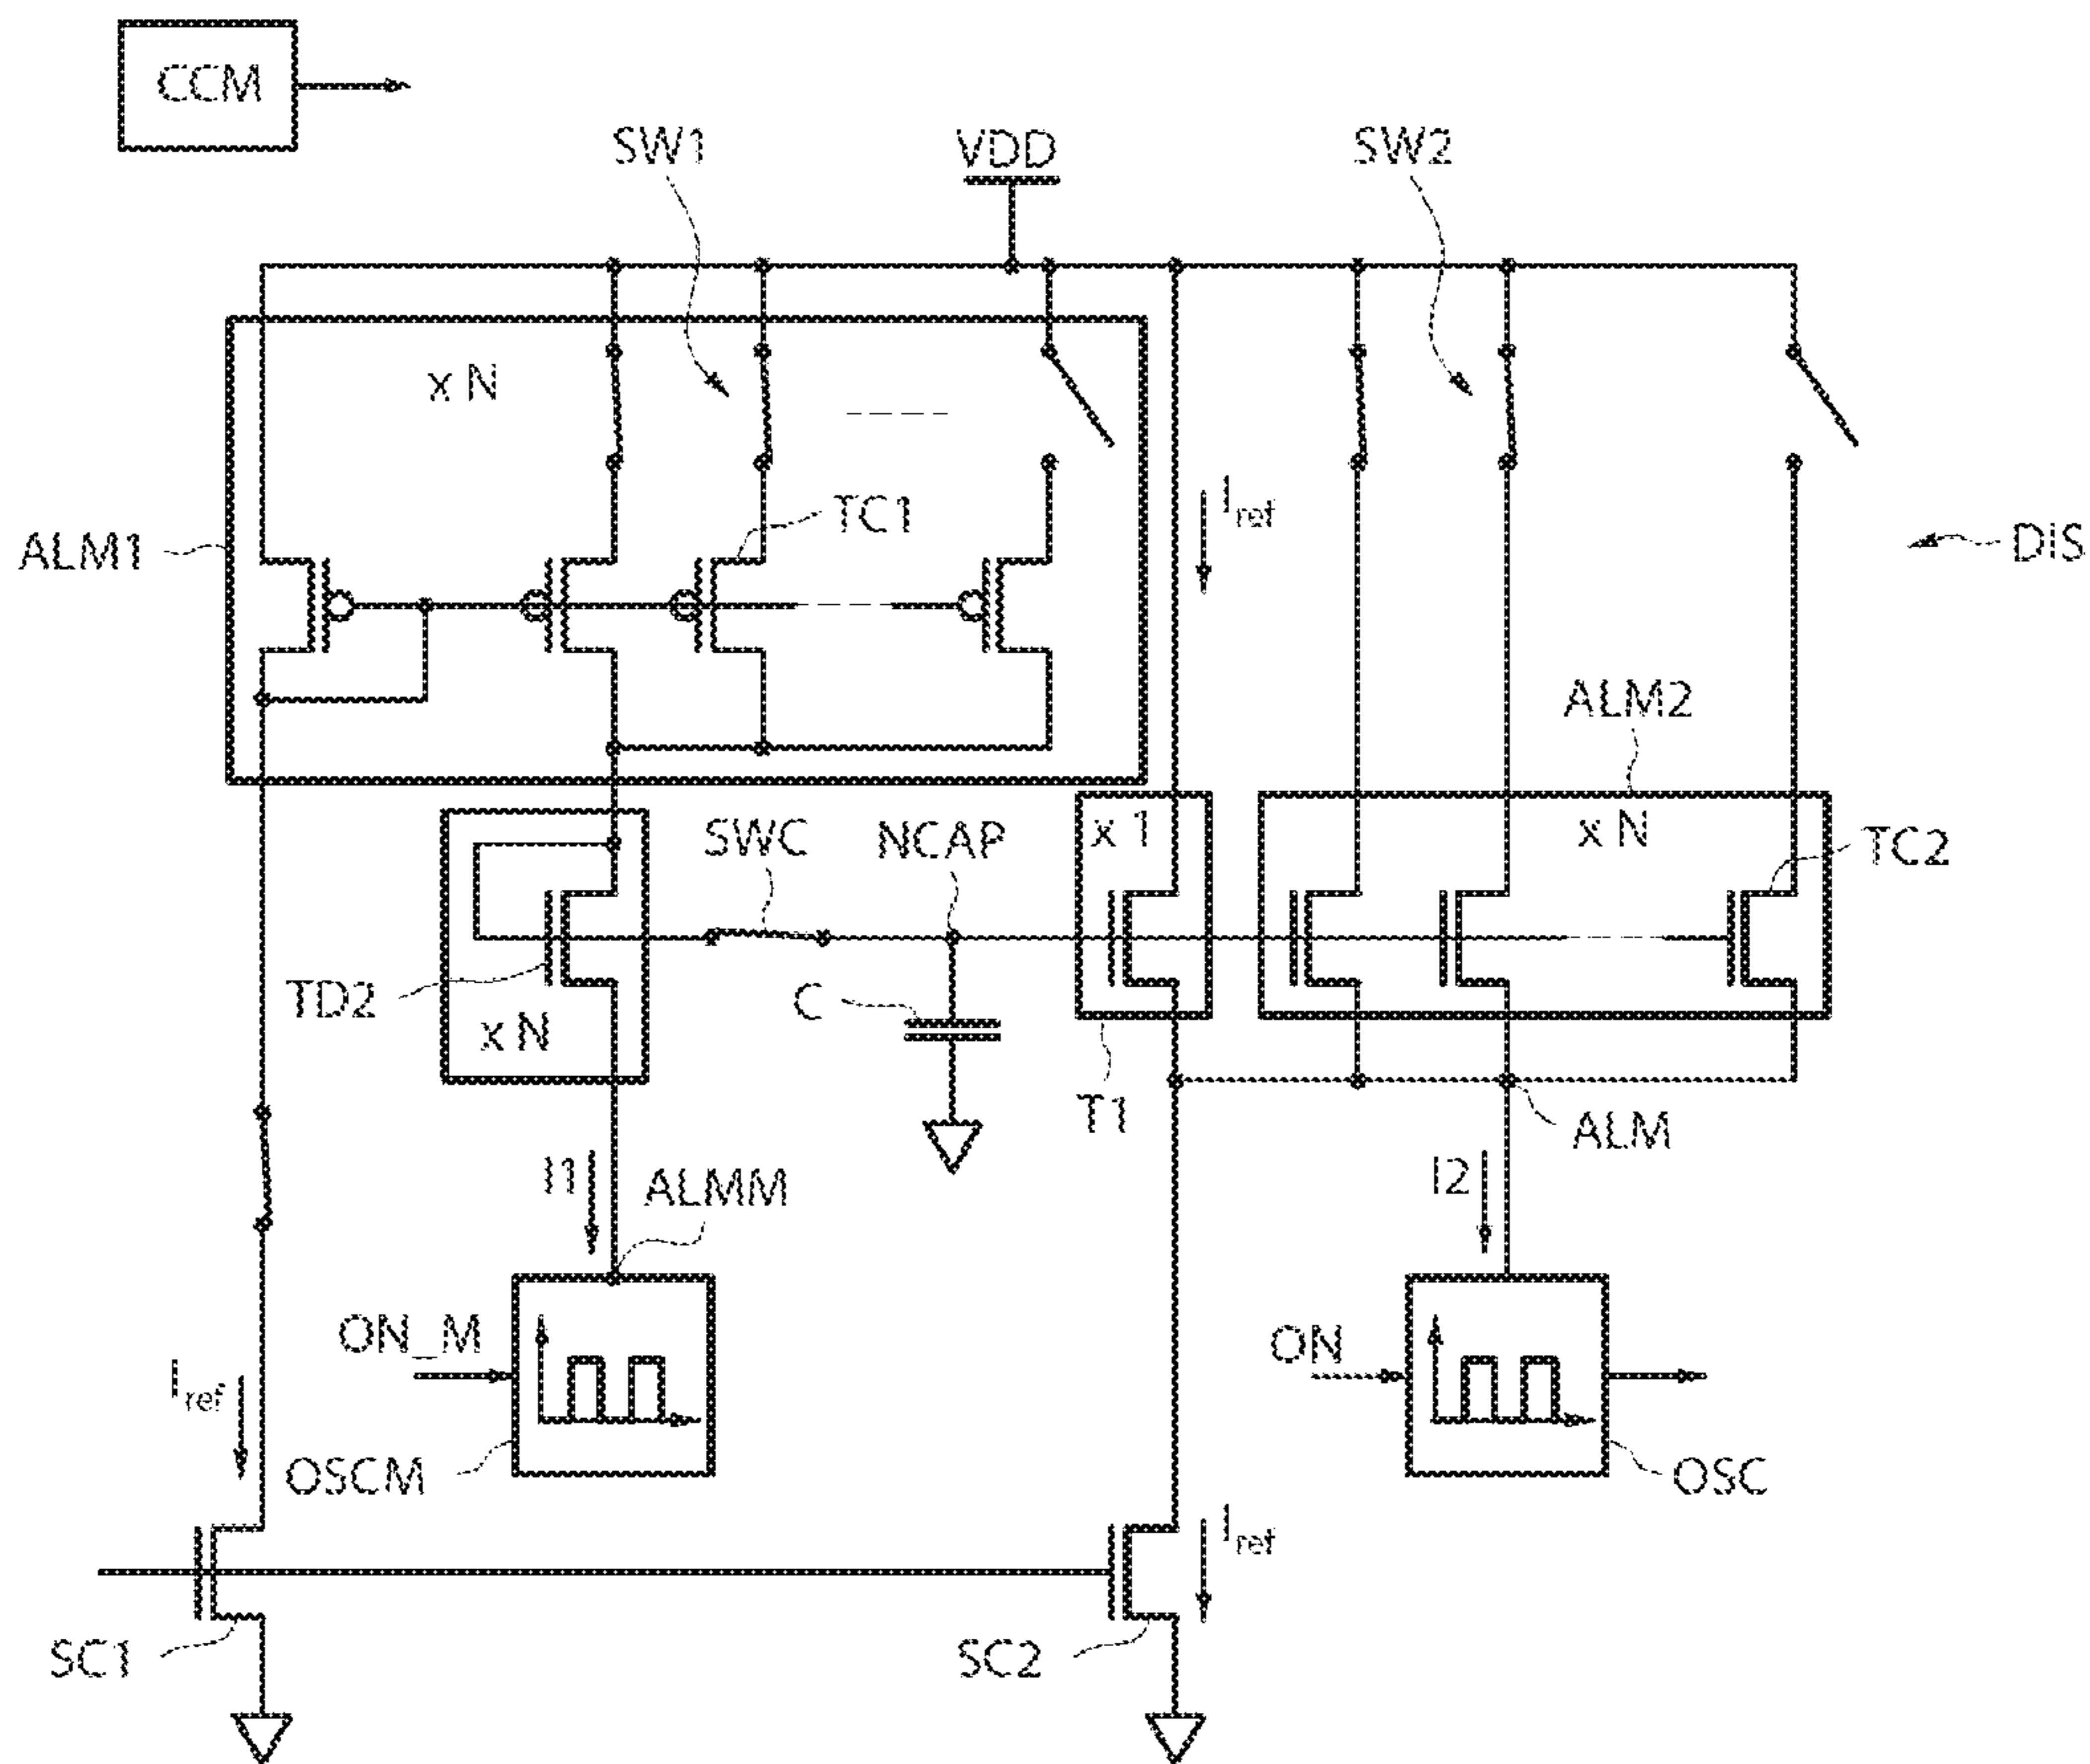 CCM
SW1
VDD
SW2
x N
TC1
Iref
DIS
ALM1
ALM2
x N
x 1
TC2
SWC
NCAP
TD2
x N
C
T1
ALM
I1
ALMM
I2
ON_M
ON
Iref
OSCM
OSC
Iref
SC1
SC2